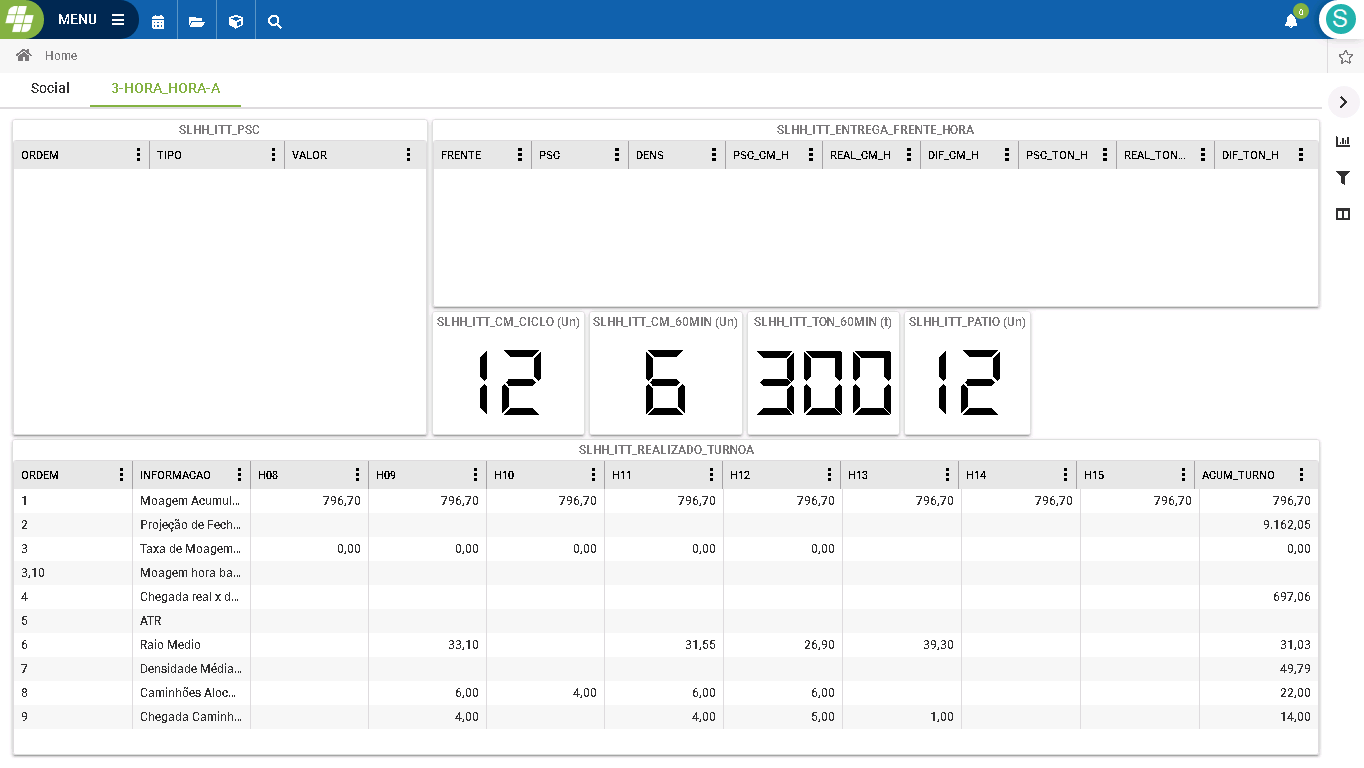 MENU
0
S
Home
Social 3-HORA_HORA-A
SLHH_ITT_PSC
ORDEM TIPO VALOR
SLHH_ITT_ENTREGA_FRENTE_HORA
FRENTE PSC DENS PSC_CM_H REAL_CM_H DIF_CM_H PSC_TON_H REAL_TON... DIF_TON_H
SLHH_ITT_CM_CICLO (Un) SLHH_ITT_CM_60MIN (Un) SLHH_ITT_TON_60MIN (t) SLHH_ITT_PATIO (Un)
12 6 300 12
SLHH_ITT_REALIZADO_TURNOA
ORDEM INFORMACAO H08 H09 H10 H11 H12 H13 H14 H15 ACUM_TURNO
1 Moagem Acumul... 796,70 796,70 796,70 796,70 796,70 796,70 796,70 796,70 796,70
2 Projeção de Fech... 9.162,05
3 Taxa de Moagem... 0,00 0,00 0,00 0,00 0,00 0,00
3,10 Moagem hora ba...
4 Chegada real x d... 697,06
5 ATR
6 Raio Medio 33,10 31,55 26,90 39,30 31,03
7 Densidade Média... 49,79
8 Caminhões Aloc... 6,00 4,00 6,00 6,00 22,00
9 Chegada Caminh... 4,00 4,00 5,00 1,00 14,00